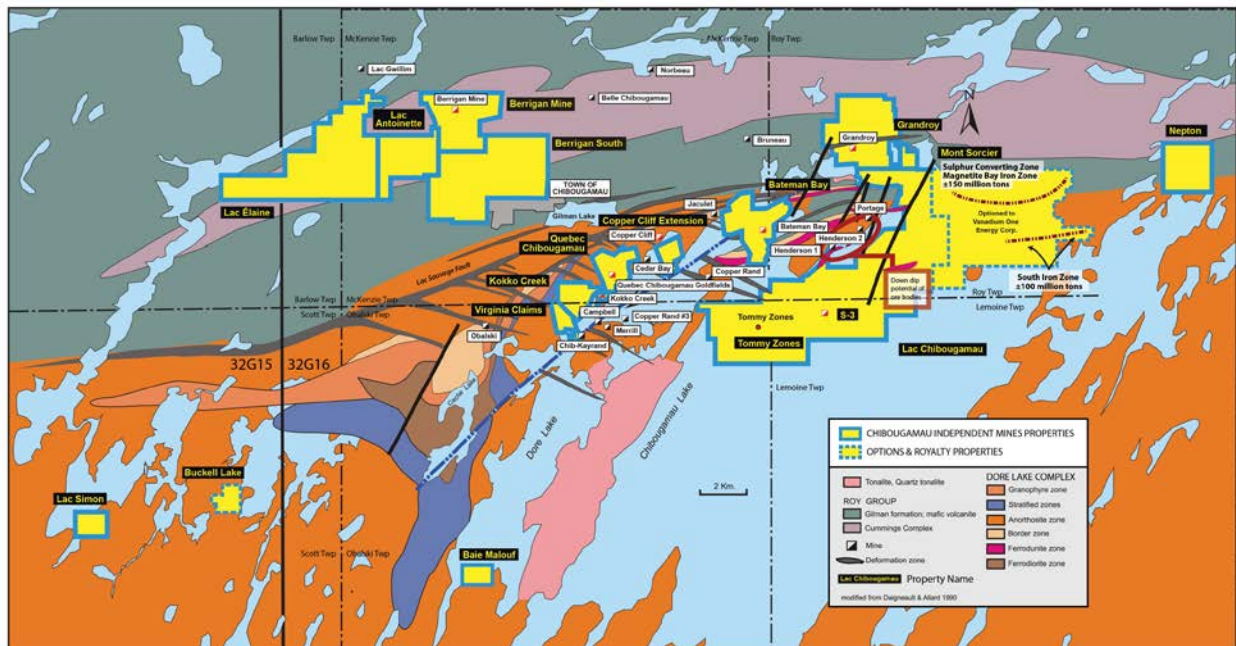 Barlow Twp
McKenzie Twp
McKenzie Twp
Roy Twp
Lac Gwillim
Norbeau
Berrigan Mine
Berrigan Mine
Belle Chibougamau
Lac
Antoinette
N
Grandroy
Grandroy
Nepton
Berrigan South
Bruneau
Mont Sorcier
Sulphur Converting Zone
Magnetite Bay Iron Zone
±150 million tons
TOWN OF
CHIBOUGAMAU
Bateman Bay
Lac Élaine
Gilman Lake
Jaculet
Portage
Optioned to
Vanadium One
Energy Corp.
Copper Cliff Extension
Copper Cliff
Bateman Bay
Henderson 2
Quebec
Chibougamau
Henderson 1
Lac Sauvage Fault
Cedar Bay
Copper Rand
South Iron Zone
±100 million tons
Kokko Creek
Quebec Chibougamau Goldfields
Down dip
potential of
ore bodies
Kokko Creek
Roy Twp
Barlow Twp
McKenzie Twp
Lemoine Twp
Scott Twp
Obalski Twp
Virginia Claims
Campbell
Copper Rand #3
S-3
Tommy Zones
Obalski
Merrill
Chib-Kayrand
Tommy Zones
Lac Chibougamau
32G15
32G16
Cache Lake
Lemoine Twp
Dore Lake
Chibougamau Lake
CHIBOUGAMAU INDEPENDENT MINES PROPERTIES
OPTIONS & ROYALTY PROPERTIES
Buckell Lake
2 Km.
Lac Simon
Tonalite, Quartz tonalite
ROY GROUP
Gilman formation; mafic volcanite
Cummings Complex
Mine
Deformation zone
Lac Chibougamau
Property Name
modified from Daigneault & Allard 1990
DORE LAKE COMPLEX
Granophyre zone
Stratified zones
Anorthosite zone
Border zone
Ferrodunite zone
Ferrodiorite zone
Scott Twp
Obalski Twp
Baie Malouf